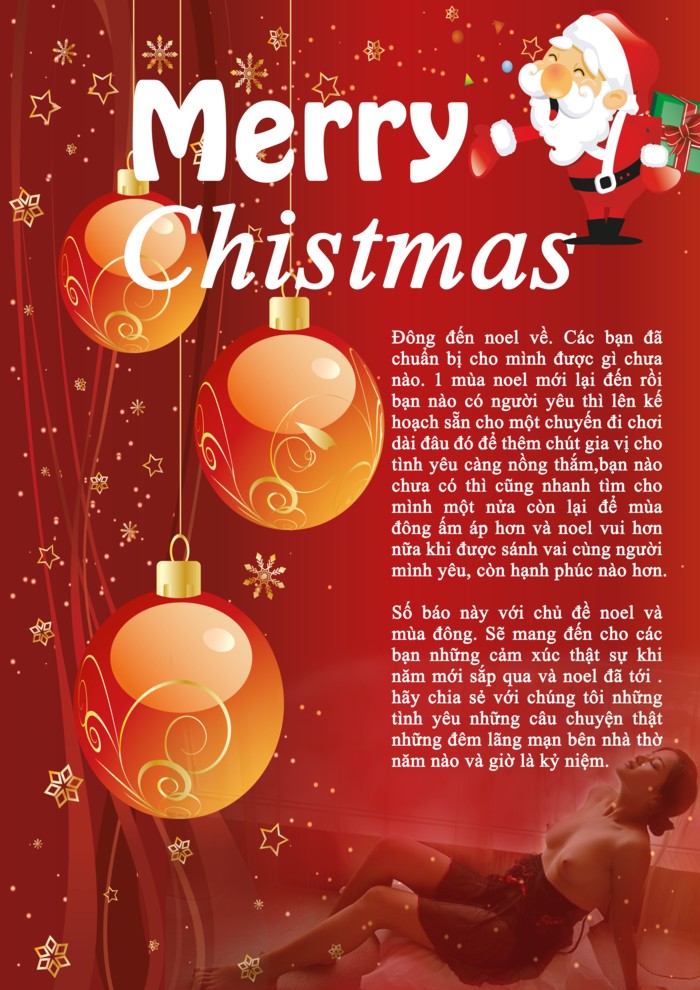 Merry
Chistmas
Đông đến noel về. Các bạn đã
chuẩn bị cho mình được gì chưa
nào. 1 mùa noel mới lại đến rồi
bạn nào có người yêu thì lên kế
hoạch sẵn cho một chuyến đi chơi
dài đâu đó để thêm chút gia vị cho
tình yêu càng nồng thắm,bạn nào
chưa có thì cũng nhanh tìm cho
mình một nửa còn lại để mùa
đông ấm áp hơn và noel vui hơn
nữa khi được sánh vai cùng người
mình yêu, còn hạnh phúc nào hơn.
Số báo này với chủ đề noel và
mùa đông. Sẽ mang đến cho các
bạn những cảm xúc thật sự khi
năm mới sắp qua và noel đã tới .
hãy chia sẻ với chúng tôi những
tình yêu những câu chuyện thật
những đêm lãng mạn bên nhà thờ
năm nào và giờ là kỷ niệm.